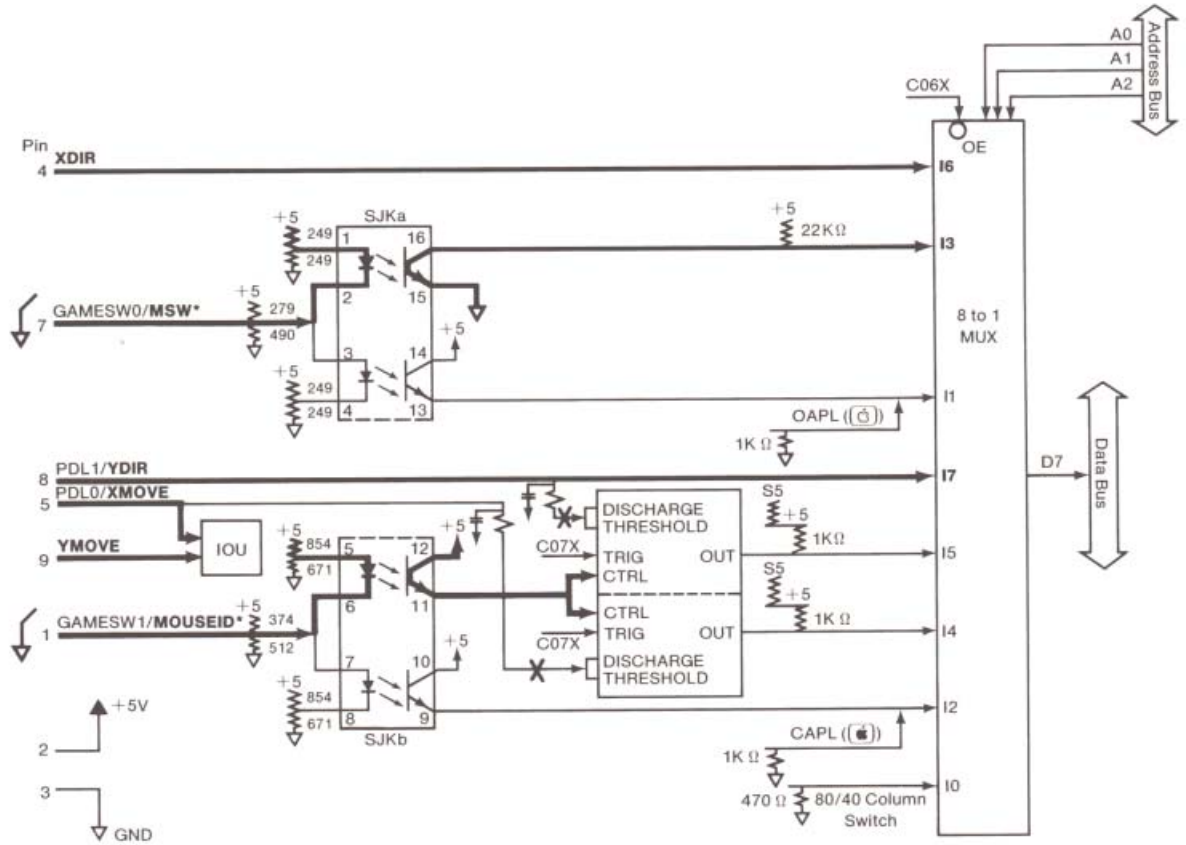 A0
A1
A2
Address Bus
C06X
OE
Pin
4 XDIR
I6
+5
SJKa
+5
249
1
16
22KΩ
I3
249
2
15
+5
279
7 GAMESW0/MSW*
490
8 to 1
MUX
+5
3
14
+5
249
249
4
13
I1
OAPL
1KΩ
8 PDL1/YDIR
I7
D7
Data Bus
5 PDL0/XMOVE
DISCHARGE
THRESHOLD
S5
+5
1KΩ
9 YMOVE
IOU
+5
854
671
5
12
+5
C07X
TRIG
OUT
I5
CTRL
6
11
S5
+5
1KΩ
CTRL
C07X
TRIG
OUT
I4
1 GAMESW1/MOUSEID*
+5
374
512
+5
7
10
+5
DISCHARGE
THRESHOLD
854
671
8
9
I2
SJKb
CAPL
1KΩ
2
+5V
I0
470 Ω
80/40 Column
Switch
3
GND